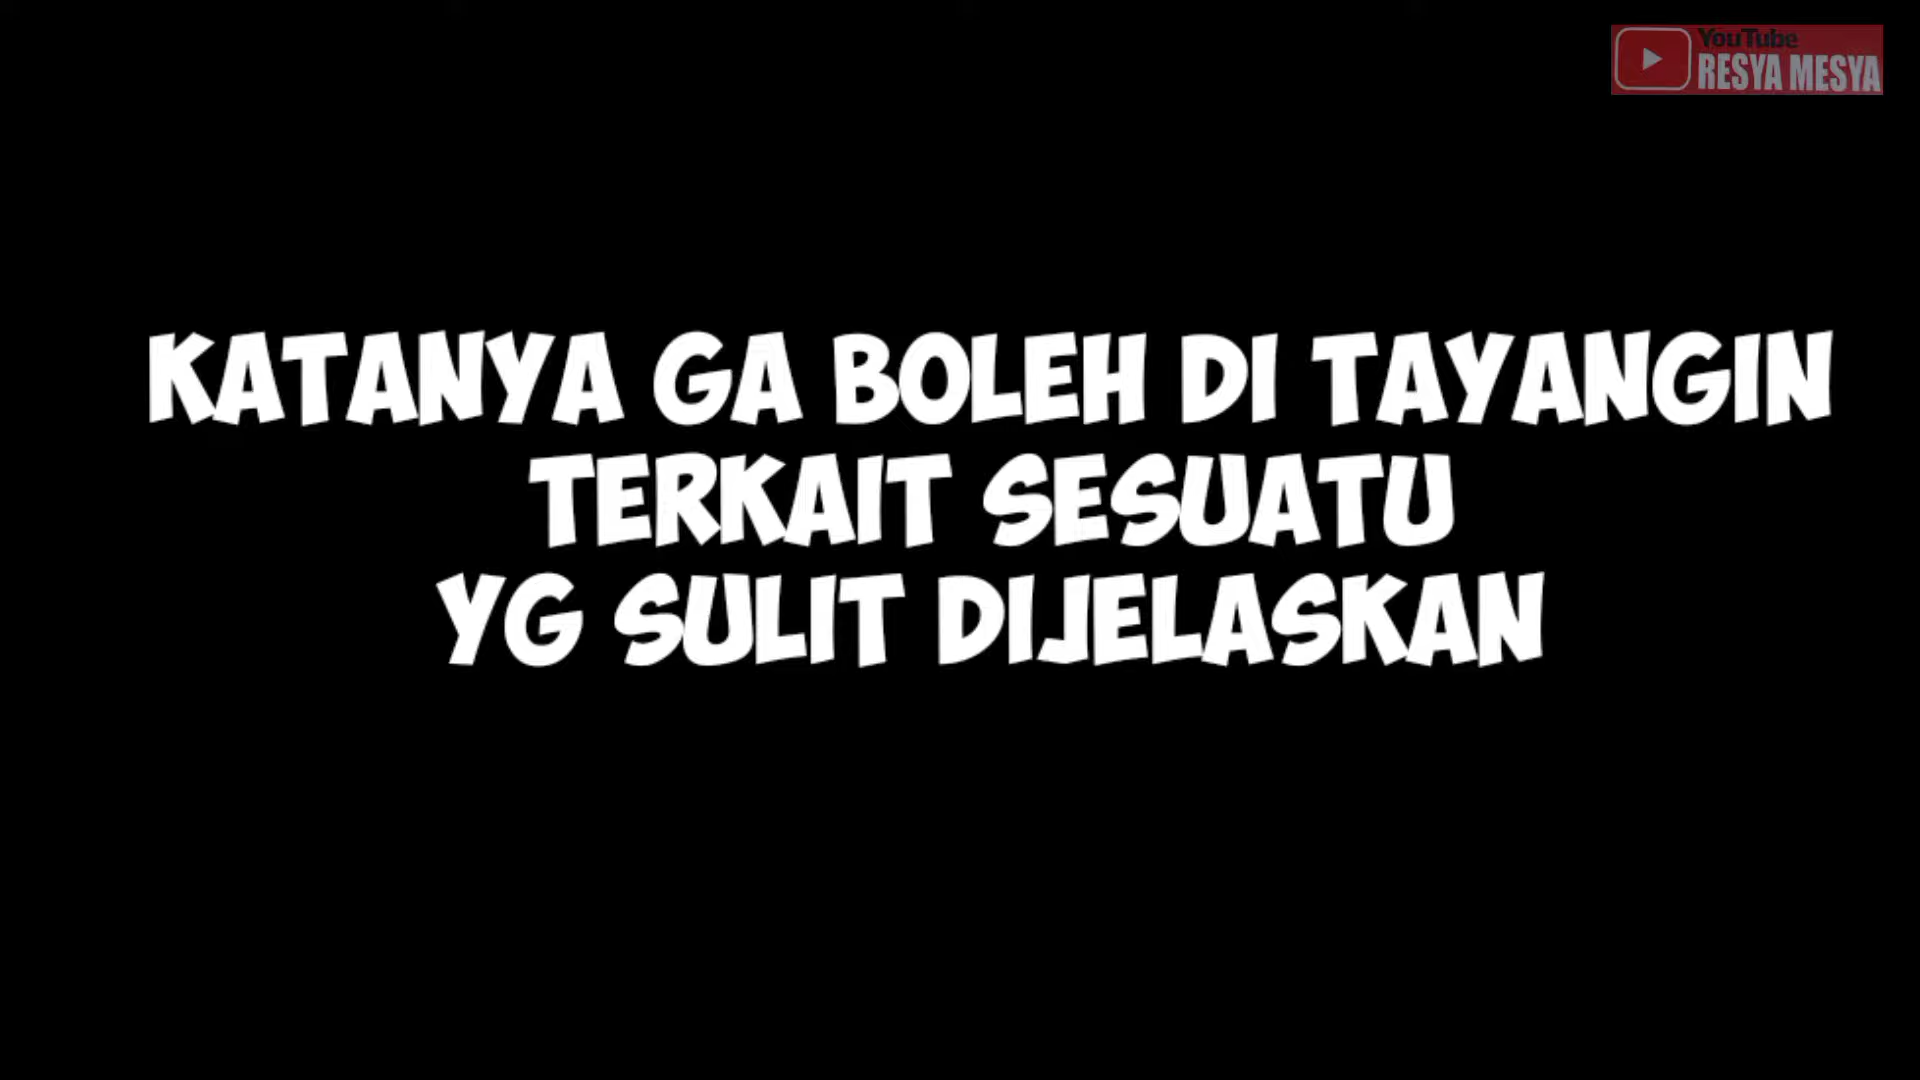 YouTube
RESYA MESYA
KATANYA GA BOLEH DI TAYANGIN
TERKAIT SESUATU
YG SULIT DIJELASKAN